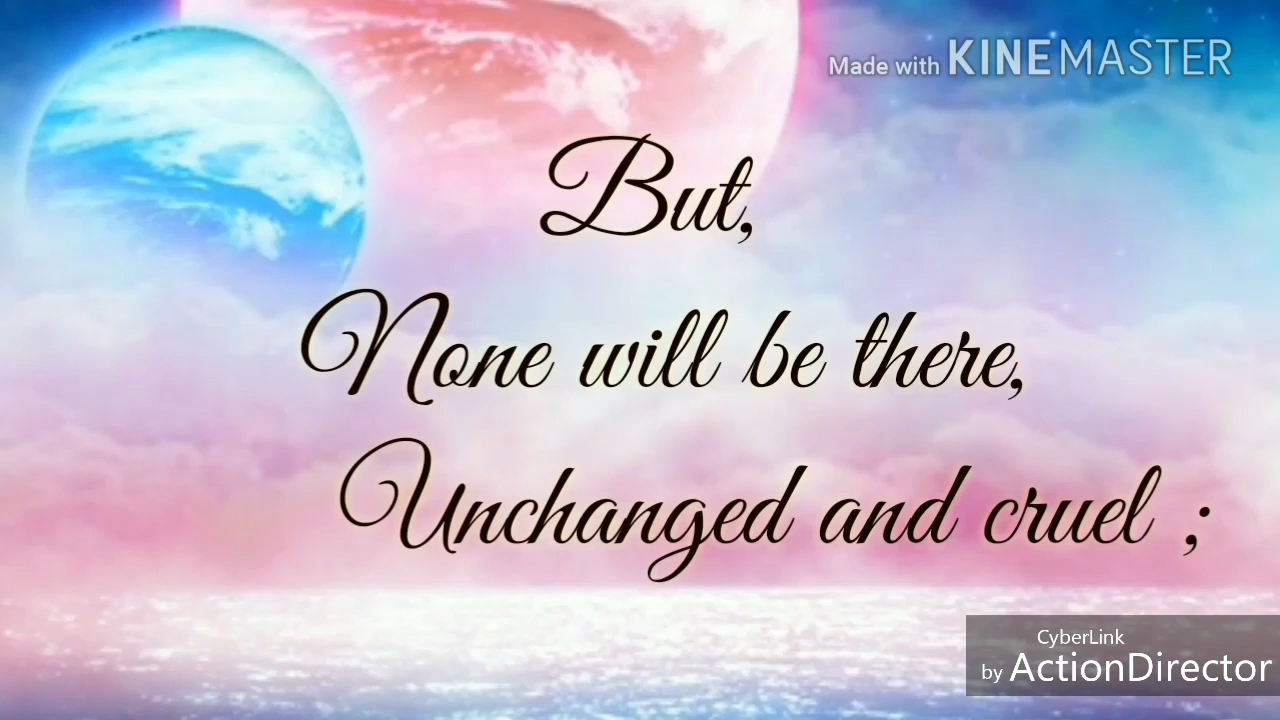 Made with KINEMASTER
But,
None will be there,
Unchanged and cruel ;
CyberLink
by ActionDirector